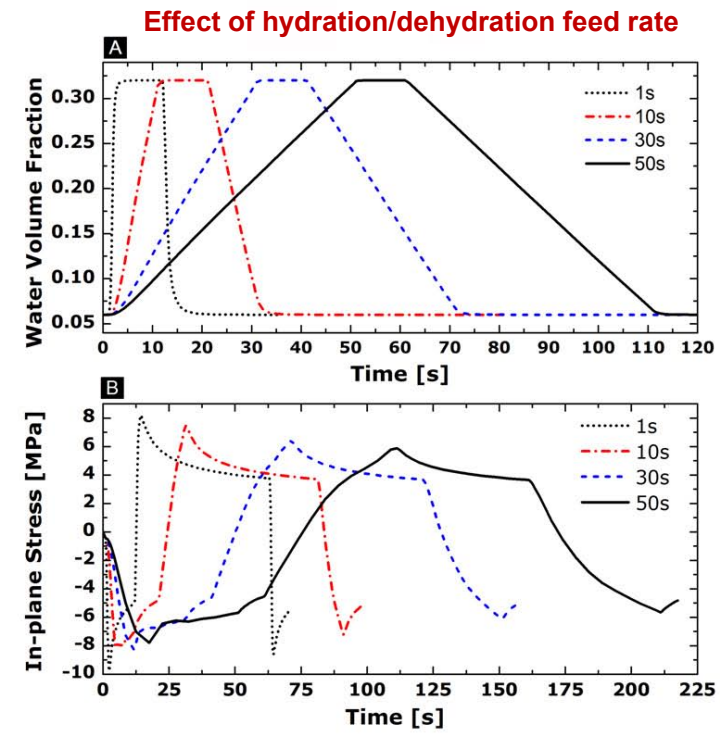 Effect of hydration/dehydration feed rate
A
Water Volume Fraction
0.30
0.25
0.20
0.15
0.10
0.05
1s
10s
30s
50s
0 10 20 30 40 50 60 70 80 90 100 110 120
Time [s]
B
In-plane Stress [MPa]
8
6
4
2
0
-2
-4
-6
-8
-10
1s
10s
30s
50s
0 25 50 75 100 125 150 175 200 225
Time [s]